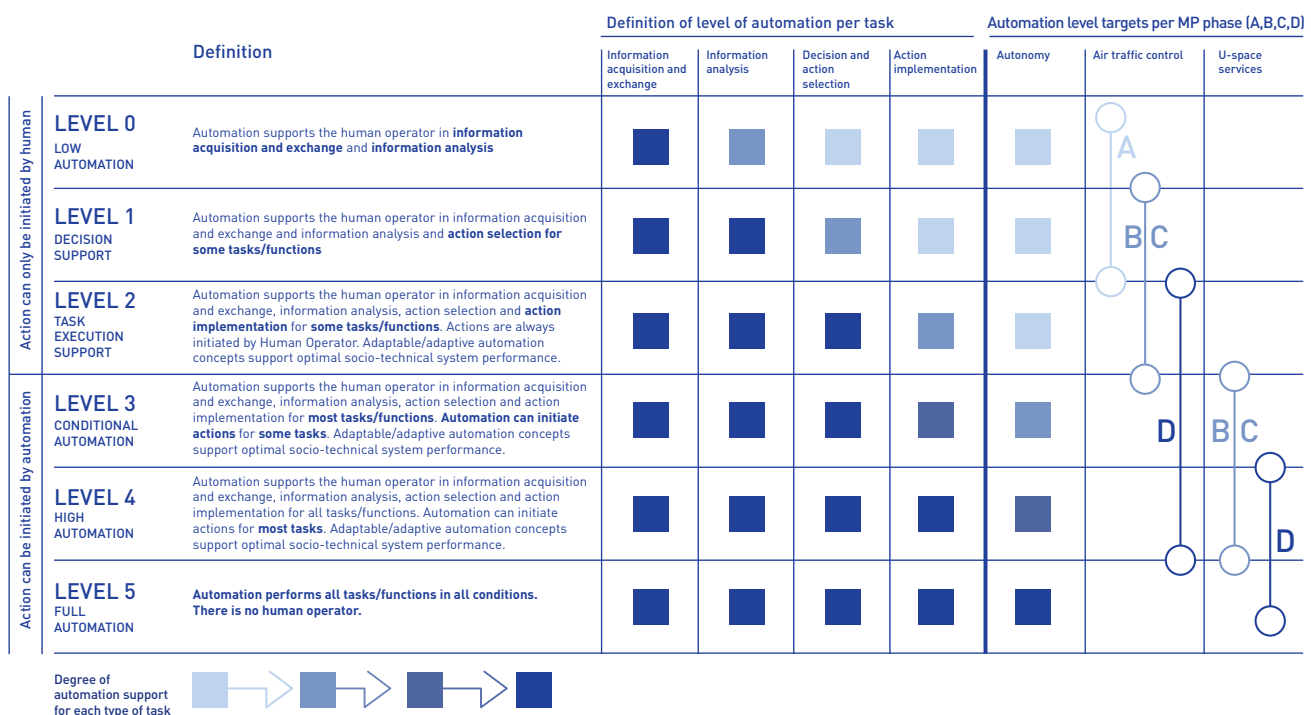 Definition of level of automation per task
Automation level targets per MP phase (A,B,C,D)
Definition
Information
acquisition and
exchange
Information
analysis
Decision and
action
selection
Action
implementation
Autonomy
Air traffic control
U-space
services
Action can only be initiated by human
LEVEL 0
LOW
AUTOMATION
Automation supports the human operator in information
acquisition and exchange and information analysis
A
LEVEL 1
DECISION
SUPPORT
Automation supports the human operator in information acquisition
and exchange and information analysis and action selection for
some tasks/functions
B C
LEVEL 2
TASK
EXECUTION
SUPPORT
Automation supports the human operator in information acquisition
and exchange, information analysis, action selection and action
implementation for some tasks/functions. Actions are always
initiated by Human Operator. Adaptable/adaptive automation
concepts support optimal socio-technical system performance.
Action can be initiated by automation
LEVEL 3
CONDITIONAL
AUTOMATION
Automation supports the human operator in information acquisition
and exchange, information analysis, action selection and action
implementation for most tasks/functions. Automation can initiate
actions for some tasks. Adaptable/adaptive automation concepts
support optimal socio-technical system performance.
D
B C
LEVEL 4
HIGH
AUTOMATION
Automation supports the human operator in information acquisition
and exchange, information analysis, action selection and action
implementation for all tasks/functions. Automation can initiate
actions for most tasks. Adaptable/adaptive automation concepts
support optimal socio-technical system performance.
D
LEVEL 5
FULL
AUTOMATION
Automation performs all tasks/functions in all conditions.
There is no human operator.
Degree of
automation support
for each type of task